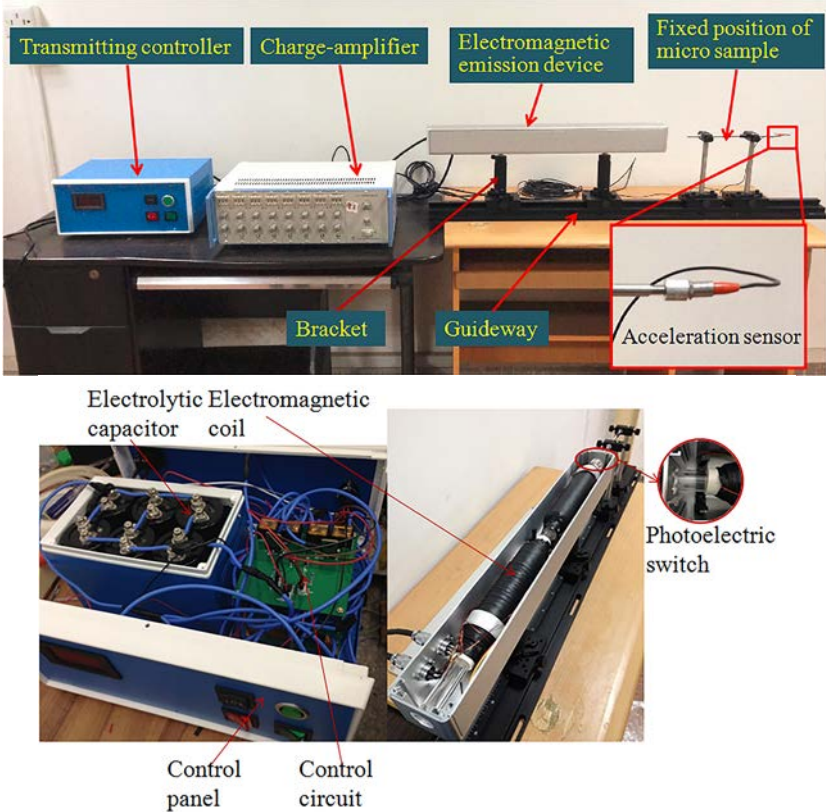 Transmitting controller
Charge-amplifier
Electromagnetic
emission device
Fixed position of
micro sample
Bracket
Guideway
Acceleration sensor
Electrolytic
capacitor
Electromagnetic
coil
Photoelectric
switch
Control
panel
Control
circuit